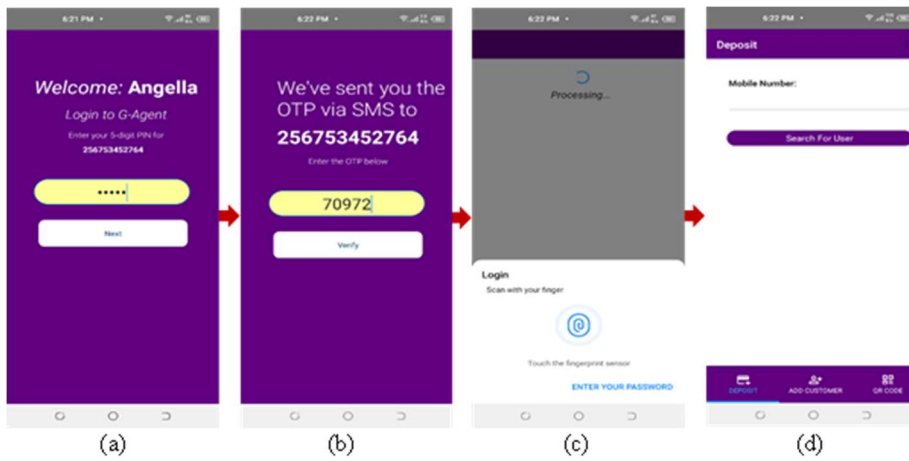 6:21 PM
Welcome: Angella
Login to G-Agent
Enter your 5-digit PIN for
256753452764
•••••
Next
(a)
6:22 PM
We've sent you the
OTP via SMS to
256753452764
Enter the OTP below
70972
Verify
(b)
6:22 PM
Processing...
Login
Scan with your finger
Touch the fingerprint sensor
ENTER YOUR PASSWORD
(c)
6:22 PM
Deposit
Mobile Number:
Search For User
DEPOSIT
ADD CUSTOMER
QR CODE
(d)